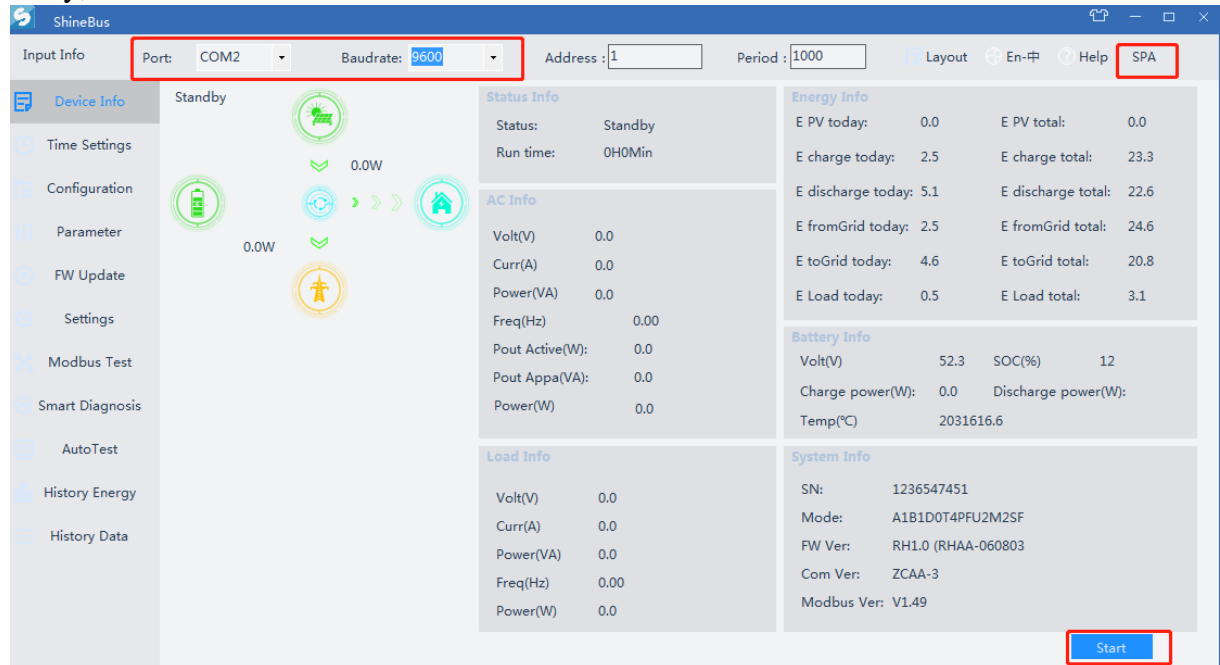 ShineBus
Input Info Port: COM2 Baudrate: 9600 Address : 1 Period : 1000 Layout En-中 Help SPA
Device Info
Time Settings
Configuration
Parameter
FW Update
Settings
Modbus Test
Smart Diagnosis
AutoTest
History Energy
History Data
Standby
0.0W
0.0W
Status Info
Status: Standby
Run time: 0H0Min
AC Info
Volt(V) 0.0
Curr(A) 0.0
Power(VA) 0.0
Freq(Hz) 0.00
Pout Active(W): 0.0
Pout Appa(VA): 0.0
Power(W) 0.0
Load Info
Volt(V) 0.0
Curr(A) 0.0
Power(VA) 0.0
Freq(Hz) 0.00
Power(W) 0.0
Energy Info
E PV today: 0.0 E PV total: 0.0
E charge today: 2.5 E charge total: 23.3
E discharge today: 5.1 E discharge total: 22.6
E fromGrid today: 2.5 E fromGrid total: 24.6
E toGrid today: 4.6 E toGrid total: 20.8
E Load today: 0.5 E Load total: 3.1
Battery Info
Volt(V) 52.3 SOC(%) 12
Charge power(W): 0.0 Discharge power(W):
Temp(℃) 2031616.6
System Info
SN: 1236547451
Mode: A1B1D0T4PFU2M2SF
FW Ver: RH1.0 (RHAA-060803
Com Ver: ZCAA-3
Modbus Ver: V1.49
Start